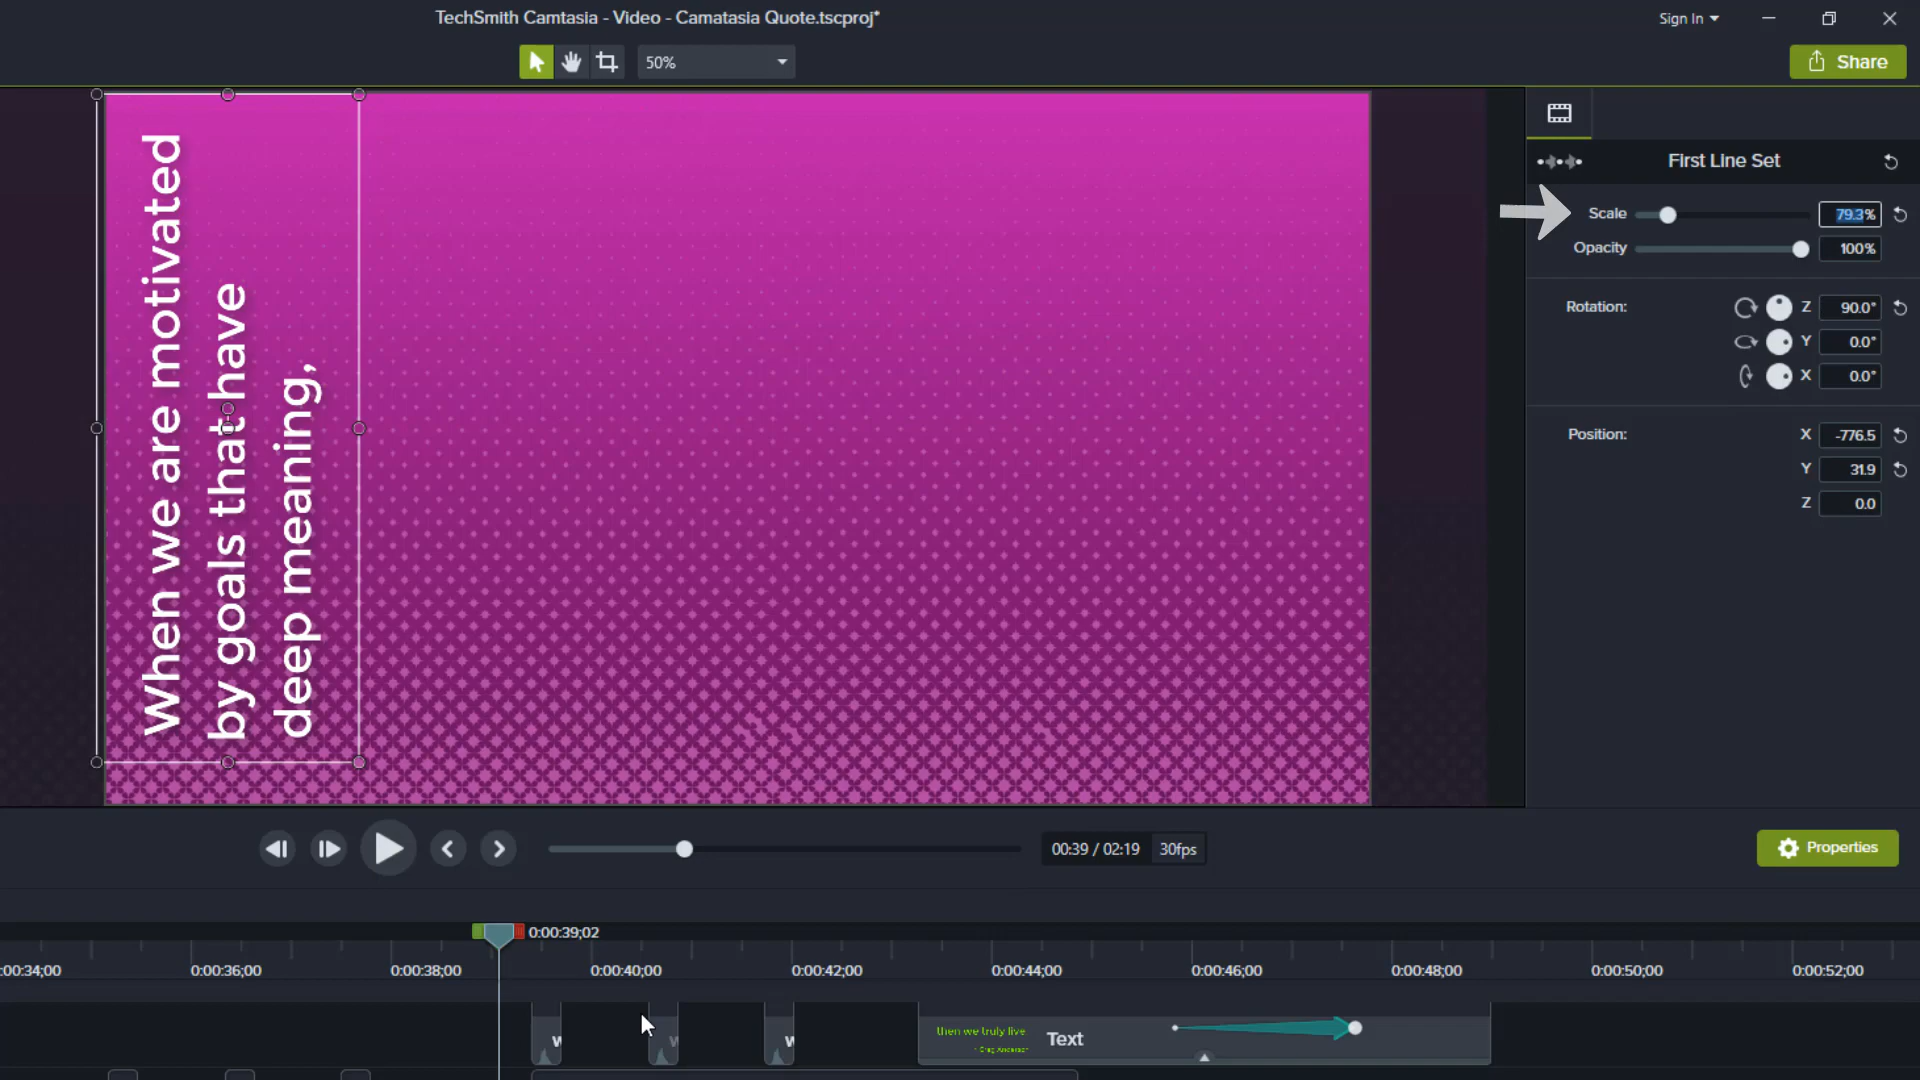 TechSmith Camtasia - Video - Camatasia Quote.tscproj*
Sign In
50%
Share
When we are motivated
by goals that have
deep meaning,
First Line Set
Scale
79.3%
Opacity
100%
Rotation:
Z
90.0°
Y
0.0°
X
0.0°
Position:
X
-776.5
Y
31.9
Z
0.0
00:39 / 02:19
30fps
Properties
0:00:39;02
:00:34;00
0:00:36;00
0:00:38;00
0:00:40;00
0:00:42;00
0:00:44;00
0:00:46;00
0:00:48;00
0:00:50;00
0:00:52;00
then we truly live.
- Greg Anderson
Text